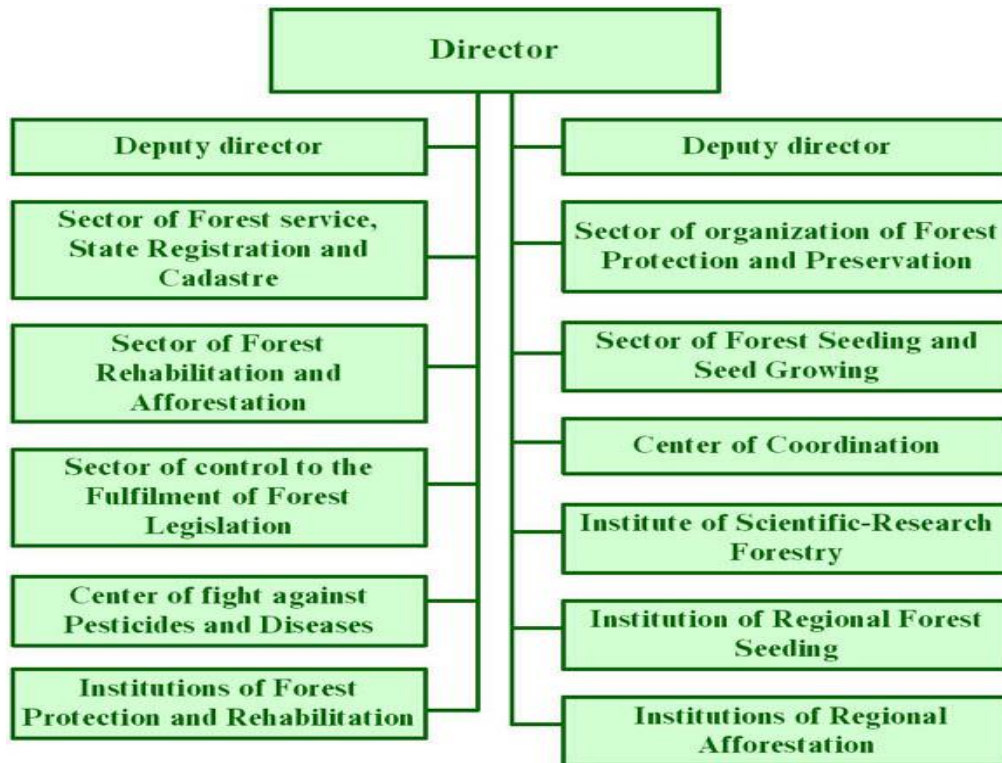 Director
Deputy director
Sector of Forest service,
State Registration and
Cadastre
Sector of Forest
Rehabilitation and
Afforestation
Sector of control to the
Fulfilment of Forest
Legislation
Center of fight against
Pesticides and Diseases
Institutions of Forest
Protection and Rehabilitation
Deputy director
Sector of organization of Forest
Protection and Preservation
Sector of Forest Seeding and
Seed Growing
Center of Coordination
Institute of Scientific-Research
Forestry
Institution of Regional Forest
Seeding
Institutions of Regional
Afforestation